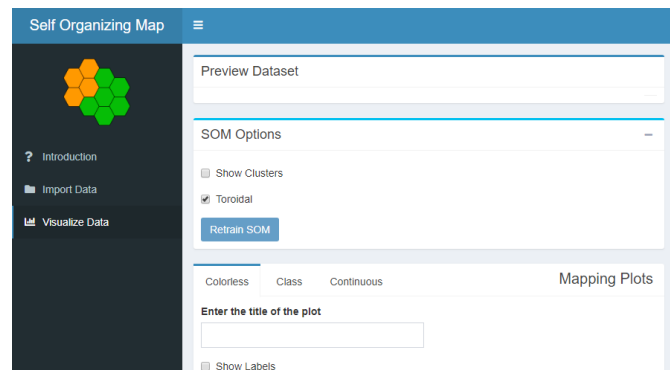 Self Organizing Map
Preview Dataset
SOM Options
? Introduction
Import Data
Visualize Data
Show Clusters
Toroidal
Retrain SOM
Colorless Class Continuous Mapping Plots
Enter the title of the plot
Show Labels